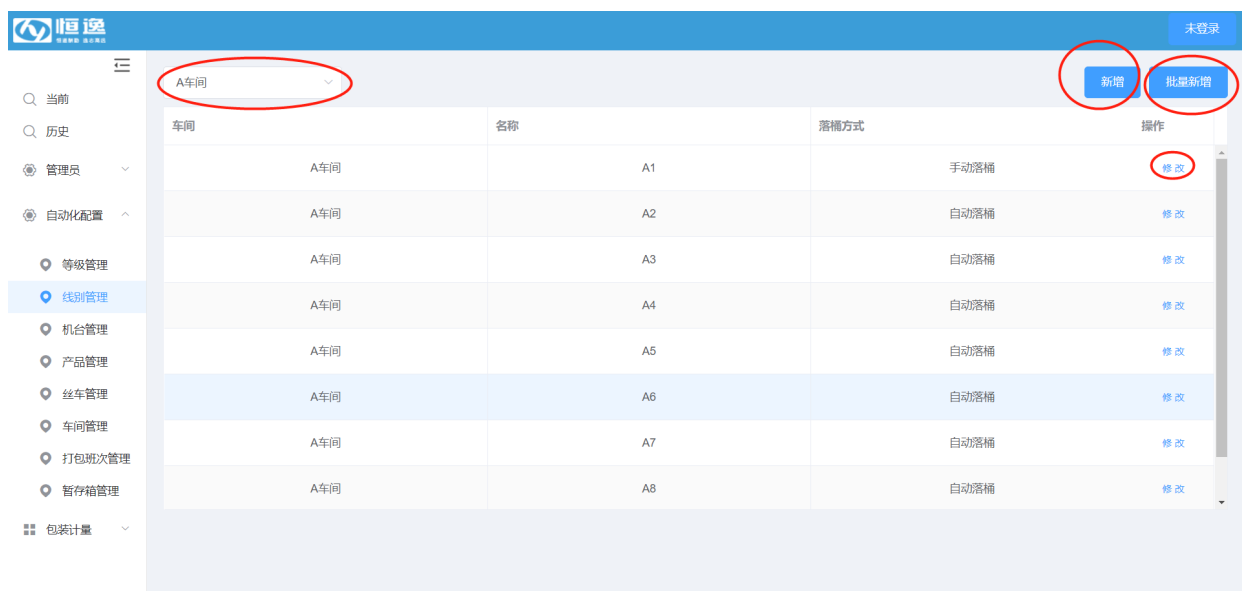 恒逸
未登录
当前
历史
管理员
自动化配置
等级管理
线别管理
机台管理
产品管理
丝车管理
车间管理
打包班次管理
暂存箱管理
包装计量
A车间
新增
批量新增
车间 名称 落桶方式 操作
A车间 A1 手动落桶 修 改
A车间 A2 自动落桶 修 改
A车间 A3 自动落桶 修 改
A车间 A4 自动落桶 修 改
A车间 A5 自动落桶 修 改
A车间 A6 自动落桶 修 改
A车间 A7 自动落桶 修 改
A车间 A8 自动落桶 修 改